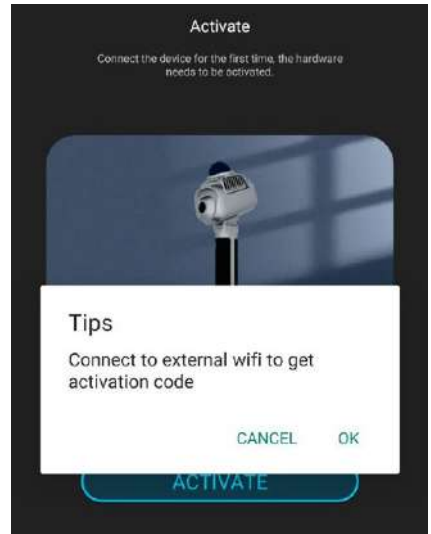 Activate
Connect the device for the first time, the hardware
needs to be activated.
Tips
Connect to external wifi to get
activation code
CANCEL OK
ACTIVATE